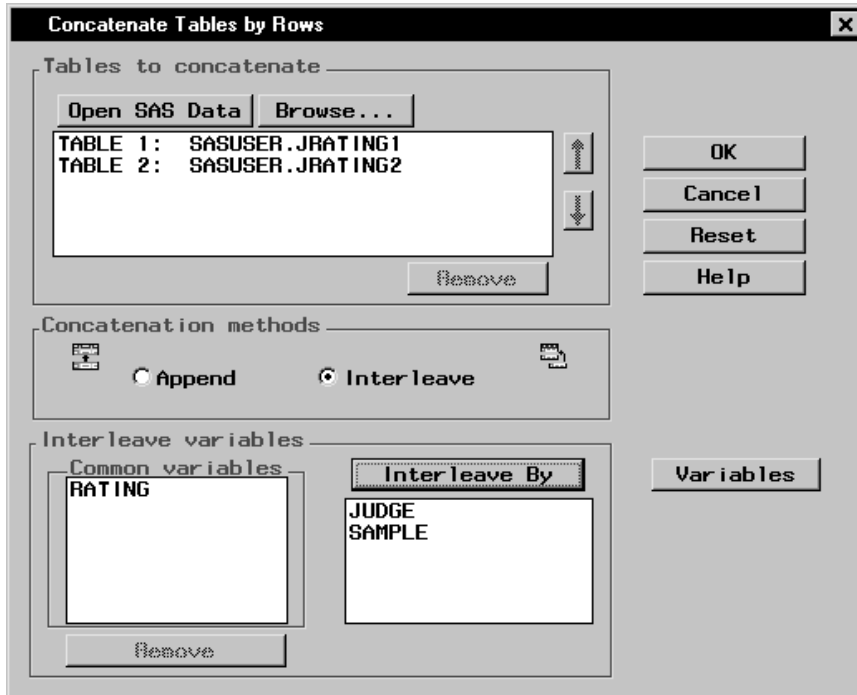 Concatenate Tables by Rows
Tables to concatenate
Open SAS Data
Browse...
TABLE 1: SASUSER.JRATING1
TABLE 2: SASUSER.JRATING2
Remove
OK
Cancel
Reset
Help
Concatenation methods
Append
Interleave
Interleave variables
Common variables
RATING
Interleave By
JUDGE
SAMPLE
Remove
Variables